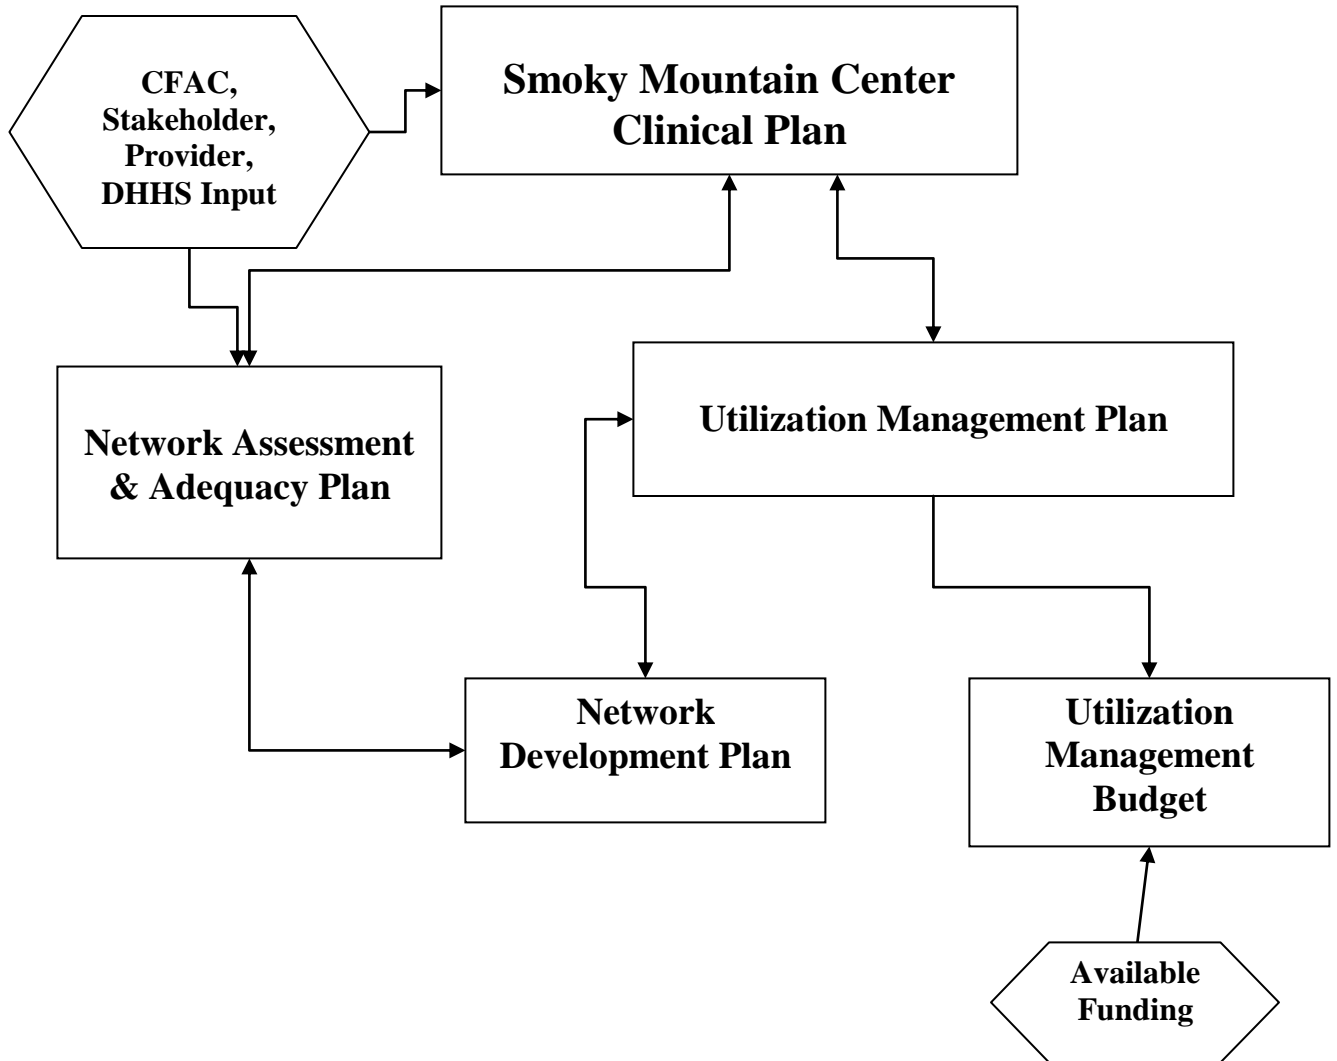 CFAC,
Stakeholder,
Provider,
DHHS Input
Smoky Mountain Center
Clinical Plan
Network Assessment
& Adequacy Plan
Utilization Management Plan
Network
Development Plan
Utilization
Management
Budget
Available
Funding